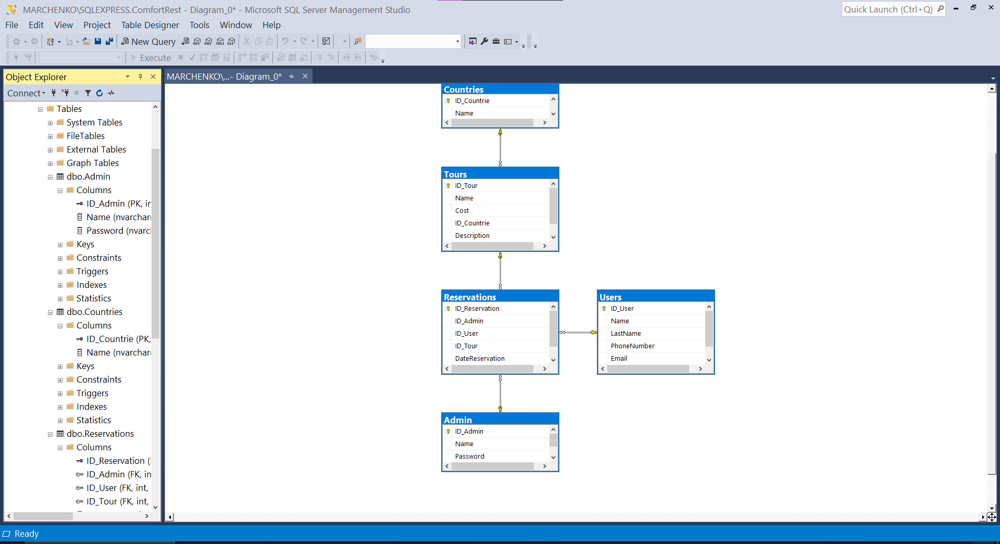 MARCHENKO\SQLEXPRESS.ComfortRest - Diagram_0* - Microsoft SQL Server Management Studio
Quick Launch (Ctrl+Q)
File Edit View Project Table Designer Tools Window Help
New Query MDX DMX XMLA DAX
Execute
Object Explorer
MARCHENKO\...- Diagram_0*
Connect
Tables
System Tables
FileTables
External Tables
Graph Tables
dbo.Admin
Columns
ID_Admin (PK, in
Name (nvarchar(
Password (nvarc
Keys
Constraints
Triggers
Indexes
Statistics
dbo.Countries
Columns
ID_Countrie (PK,
Name (nvarchar(
Keys
Constraints
Triggers
Indexes
Statistics
dbo.Reservations
Columns
ID_Reservation (
ID_Admin (FK, in
ID_User (FK, int,
ID_Tour (FK, int,
Countries
ID_Countrie
Name
Tours
ID_Tour
Name
Cost
ID_Countrie
Description
Reservations
ID_Reservation
ID_Admin
ID_User
ID_Tour
DateReservation
Users
ID_User
Name
LastName
PhoneNumber
Email
Admin
ID_Admin
Name
Password
Ready